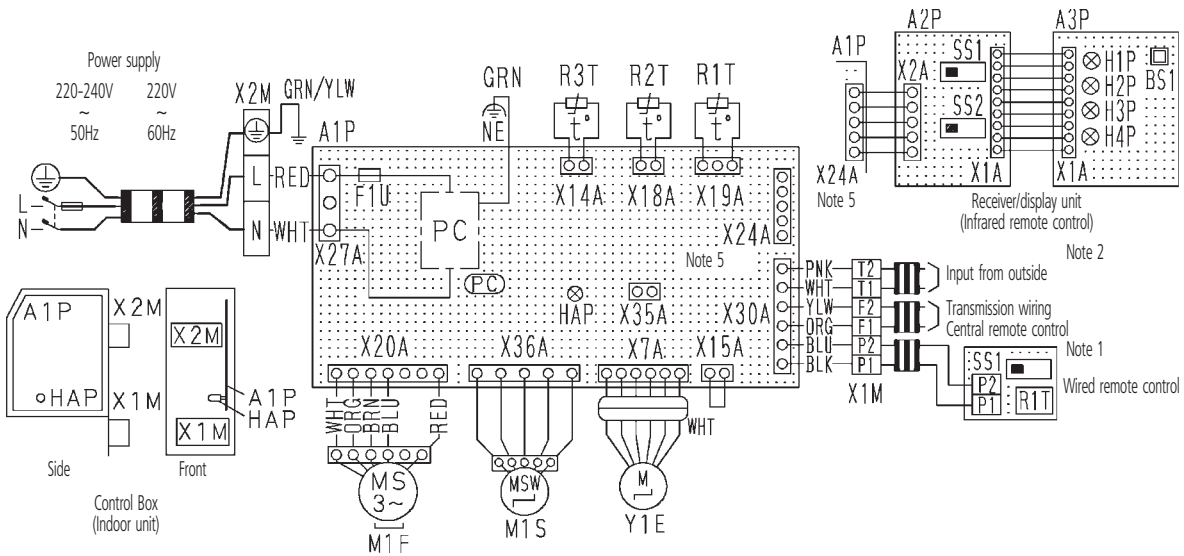 Power supply
220-240V 220V
~ ~
50Hz 60Hz
X2M
GRN/YLW
L
N
L RED
N WHT
A1P
F1U
X27A
PC
PC
GRN
NE
R3T R2T R1T
t° t° t°
X14A X18A X19A
X24A
Note 5
HAP
X35A
X30A
X20A X36A X7A X15A
WHT ORG BRN BLU RED
MS
3~
M1F
MSW
M1S
WHT
M
Y1E
PNK T2
WHT T1
YLW F2
ORG F1
BLU P2
BLK P1
X1M
Input from outside
Transmission wiring
Central remote control
Note 1
SS1
P2
P1
R1T
Wired remote control
A1P
X24A
Note 5
A2P
X2A
SS1
SS2
X1A
A3P
H1P
H2P
H3P
H4P
BS1
X1A
Receiver/display unit
(Infrared remote control)
Note 2
A1P
HAP
X2M
X1M
Side
X2M
X1M
A1P
HAP
Front
Control Box
(Indoor unit)